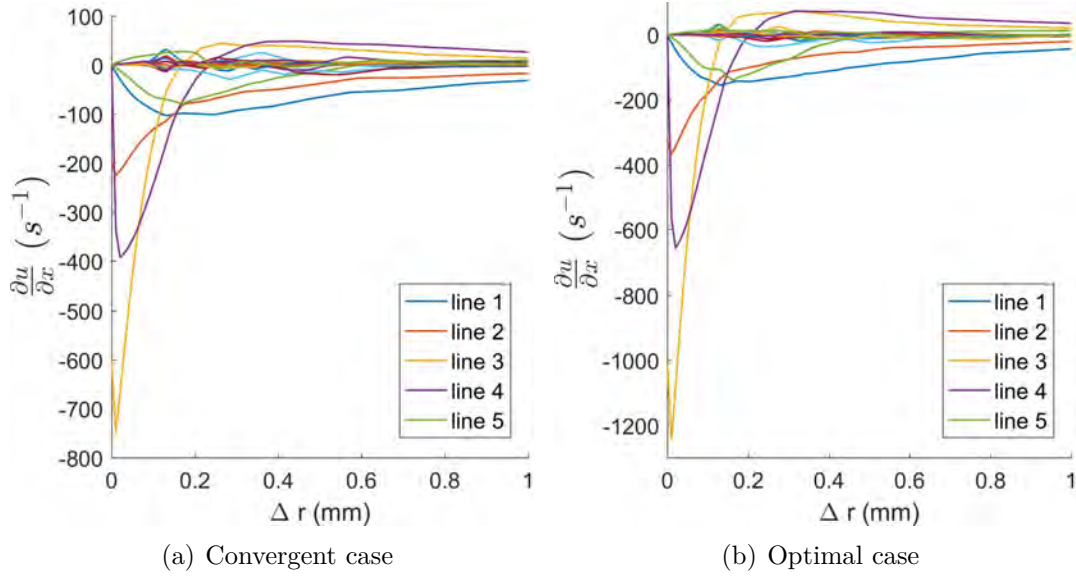 100
0
-100
-200
-300
-400
-500
-600
-700
-800
∂u/∂x (s⁻¹)
0 0.2 0.4 0.6 0.8 1
Δ r (mm)
line 1
line 2
line 3
line 4
line 5
(a) Convergent case
0
-200
-400
-600
-800
-1000
-1200
∂u/∂x (s⁻¹)
0 0.2 0.4 0.6 0.8 1
Δ r (mm)
line 1
line 2
line 3
line 4
line 5
(b) Optimal case